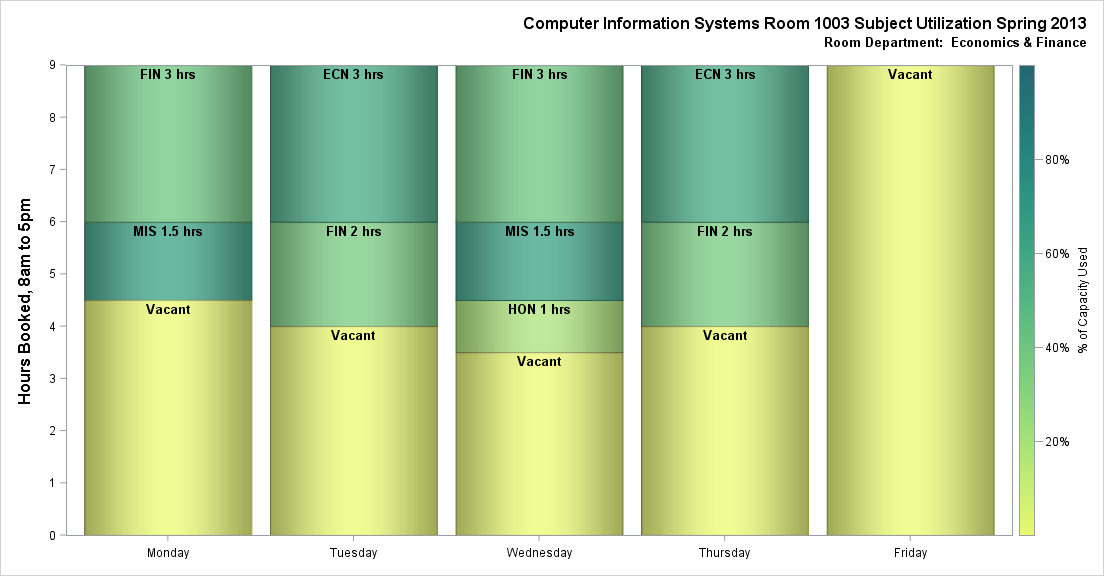 Computer Information Systems Room 1003 Subject Utilization Spring 2013
Room Department: Economics & Finance
Hours Booked, 8am to 5pm
9
8
7
6
5
4
3
2
1
0
FIN 3 hrs
MIS 1.5 hrs
Vacant
ECN 3 hrs
FIN 2 hrs
Vacant
FIN 3 hrs
MIS 1.5 hrs
HON 1 hrs
Vacant
ECN 3 hrs
FIN 2 hrs
Vacant
Vacant
Monday
Tuesday
Wednesday
Thursday
Friday
80%
60%
40%
20%
% of Capacity Used